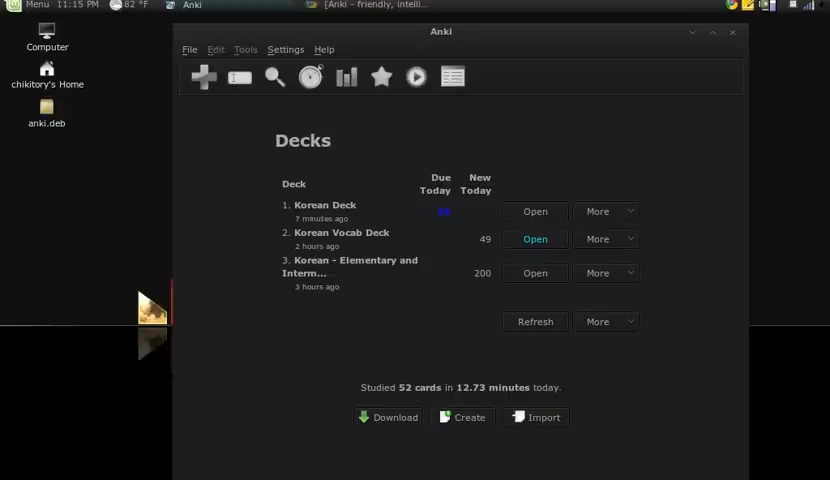 Menu 11:15 PM 82 °F Anki [Anki - friendly, intelli...
Computer
chikitory's Home
anki.deb
Anki
File Edit Tools Settings Help
Decks
Deck Due Today New Today
1. Korean Deck
7 minutes ago
Open More
2. Korean Vocab Deck
2 hours ago
49 Open More
3. Korean - Elementary and
Interm...
3 hours ago
200 Open More
Refresh More
Studied 52 cards in 12.73 minutes today.
Download Create Import